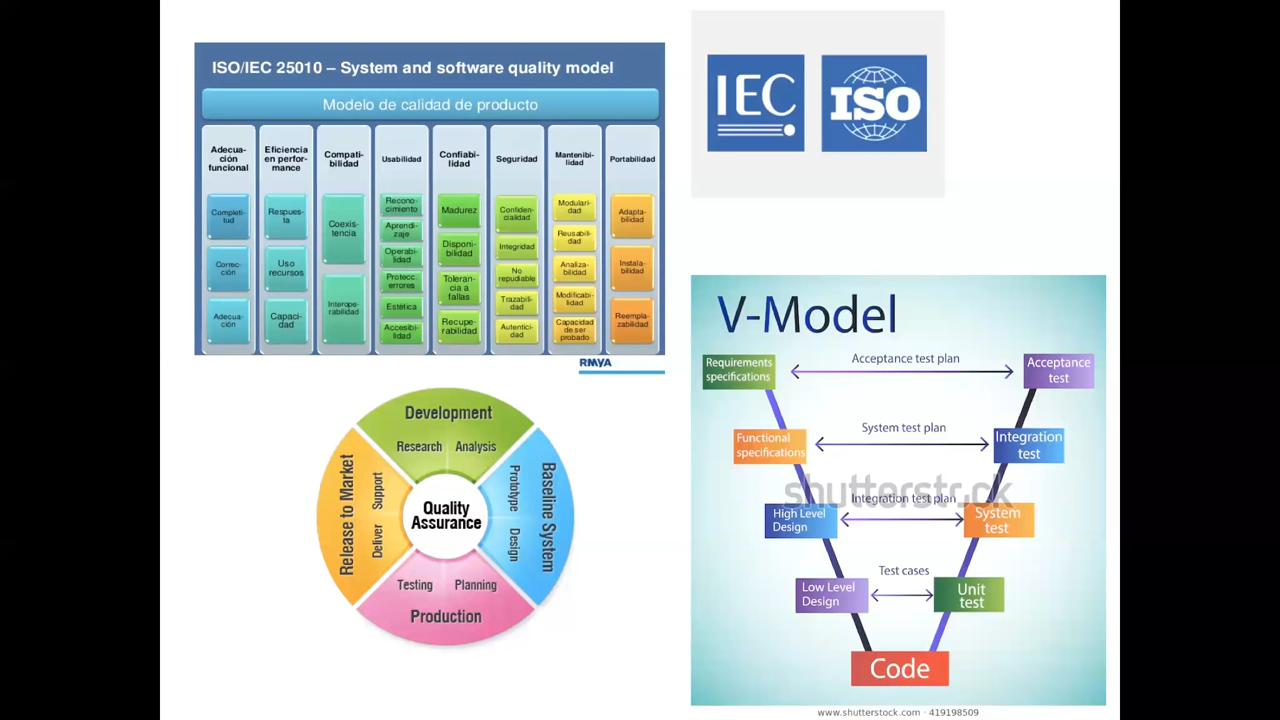 ISO/IEC 25010 – System and software quality model
Modelo de calidad de producto
Adecua-
ción
funcional
Completi-
tud
Correc-
ción
Adecua-
ción
Eficiencia
en perfor-
mance
Respues-
ta
Uso
recursos
Capaci-
dad
Compati-
bilidad
Coexis-
tencia
Interope-
rabilidad
Usabilidad
Recono-
cimiento
Aprendi-
zaje
Operabi-
lidad
Protecc.
errores
Estética
Accesibi-
lidad
Confiabi-
lidad
Madurez
Disponi-
bilidad
Toleran-
cia a
fallas
Recupe-
rabilidad
Seguridad
Confiden-
cialidad
Integridad
No
repudiable
Trazabili-
dad
Autentici-
dad
Mantenibi-
lidad
Modulari-
dad
Reusabili-
dad
Analiza-
bilidad
Modificabi-
lidad
Capacidad
de ser
probado
Portabilidad
Adapta-
bilidad
Instala-
bilidad
Reempla-
zabilidad
RMYA
IEC
ISO
Development
Research Analysis
Baseline System
Prototype
Design
Production
Testing Planning
Release to Market
Support
Deliver
Quality
Assurance
V-Model
Requirements
specifications
Acceptance test plan
Acceptance
test
Functional
specifications
System test plan
Integration
test
shutterstock
High Level
Design
Integration test plan
System
test
Low Level
Design
Test cases
Unit
test
Code
www.shutterstock.com · 419198509